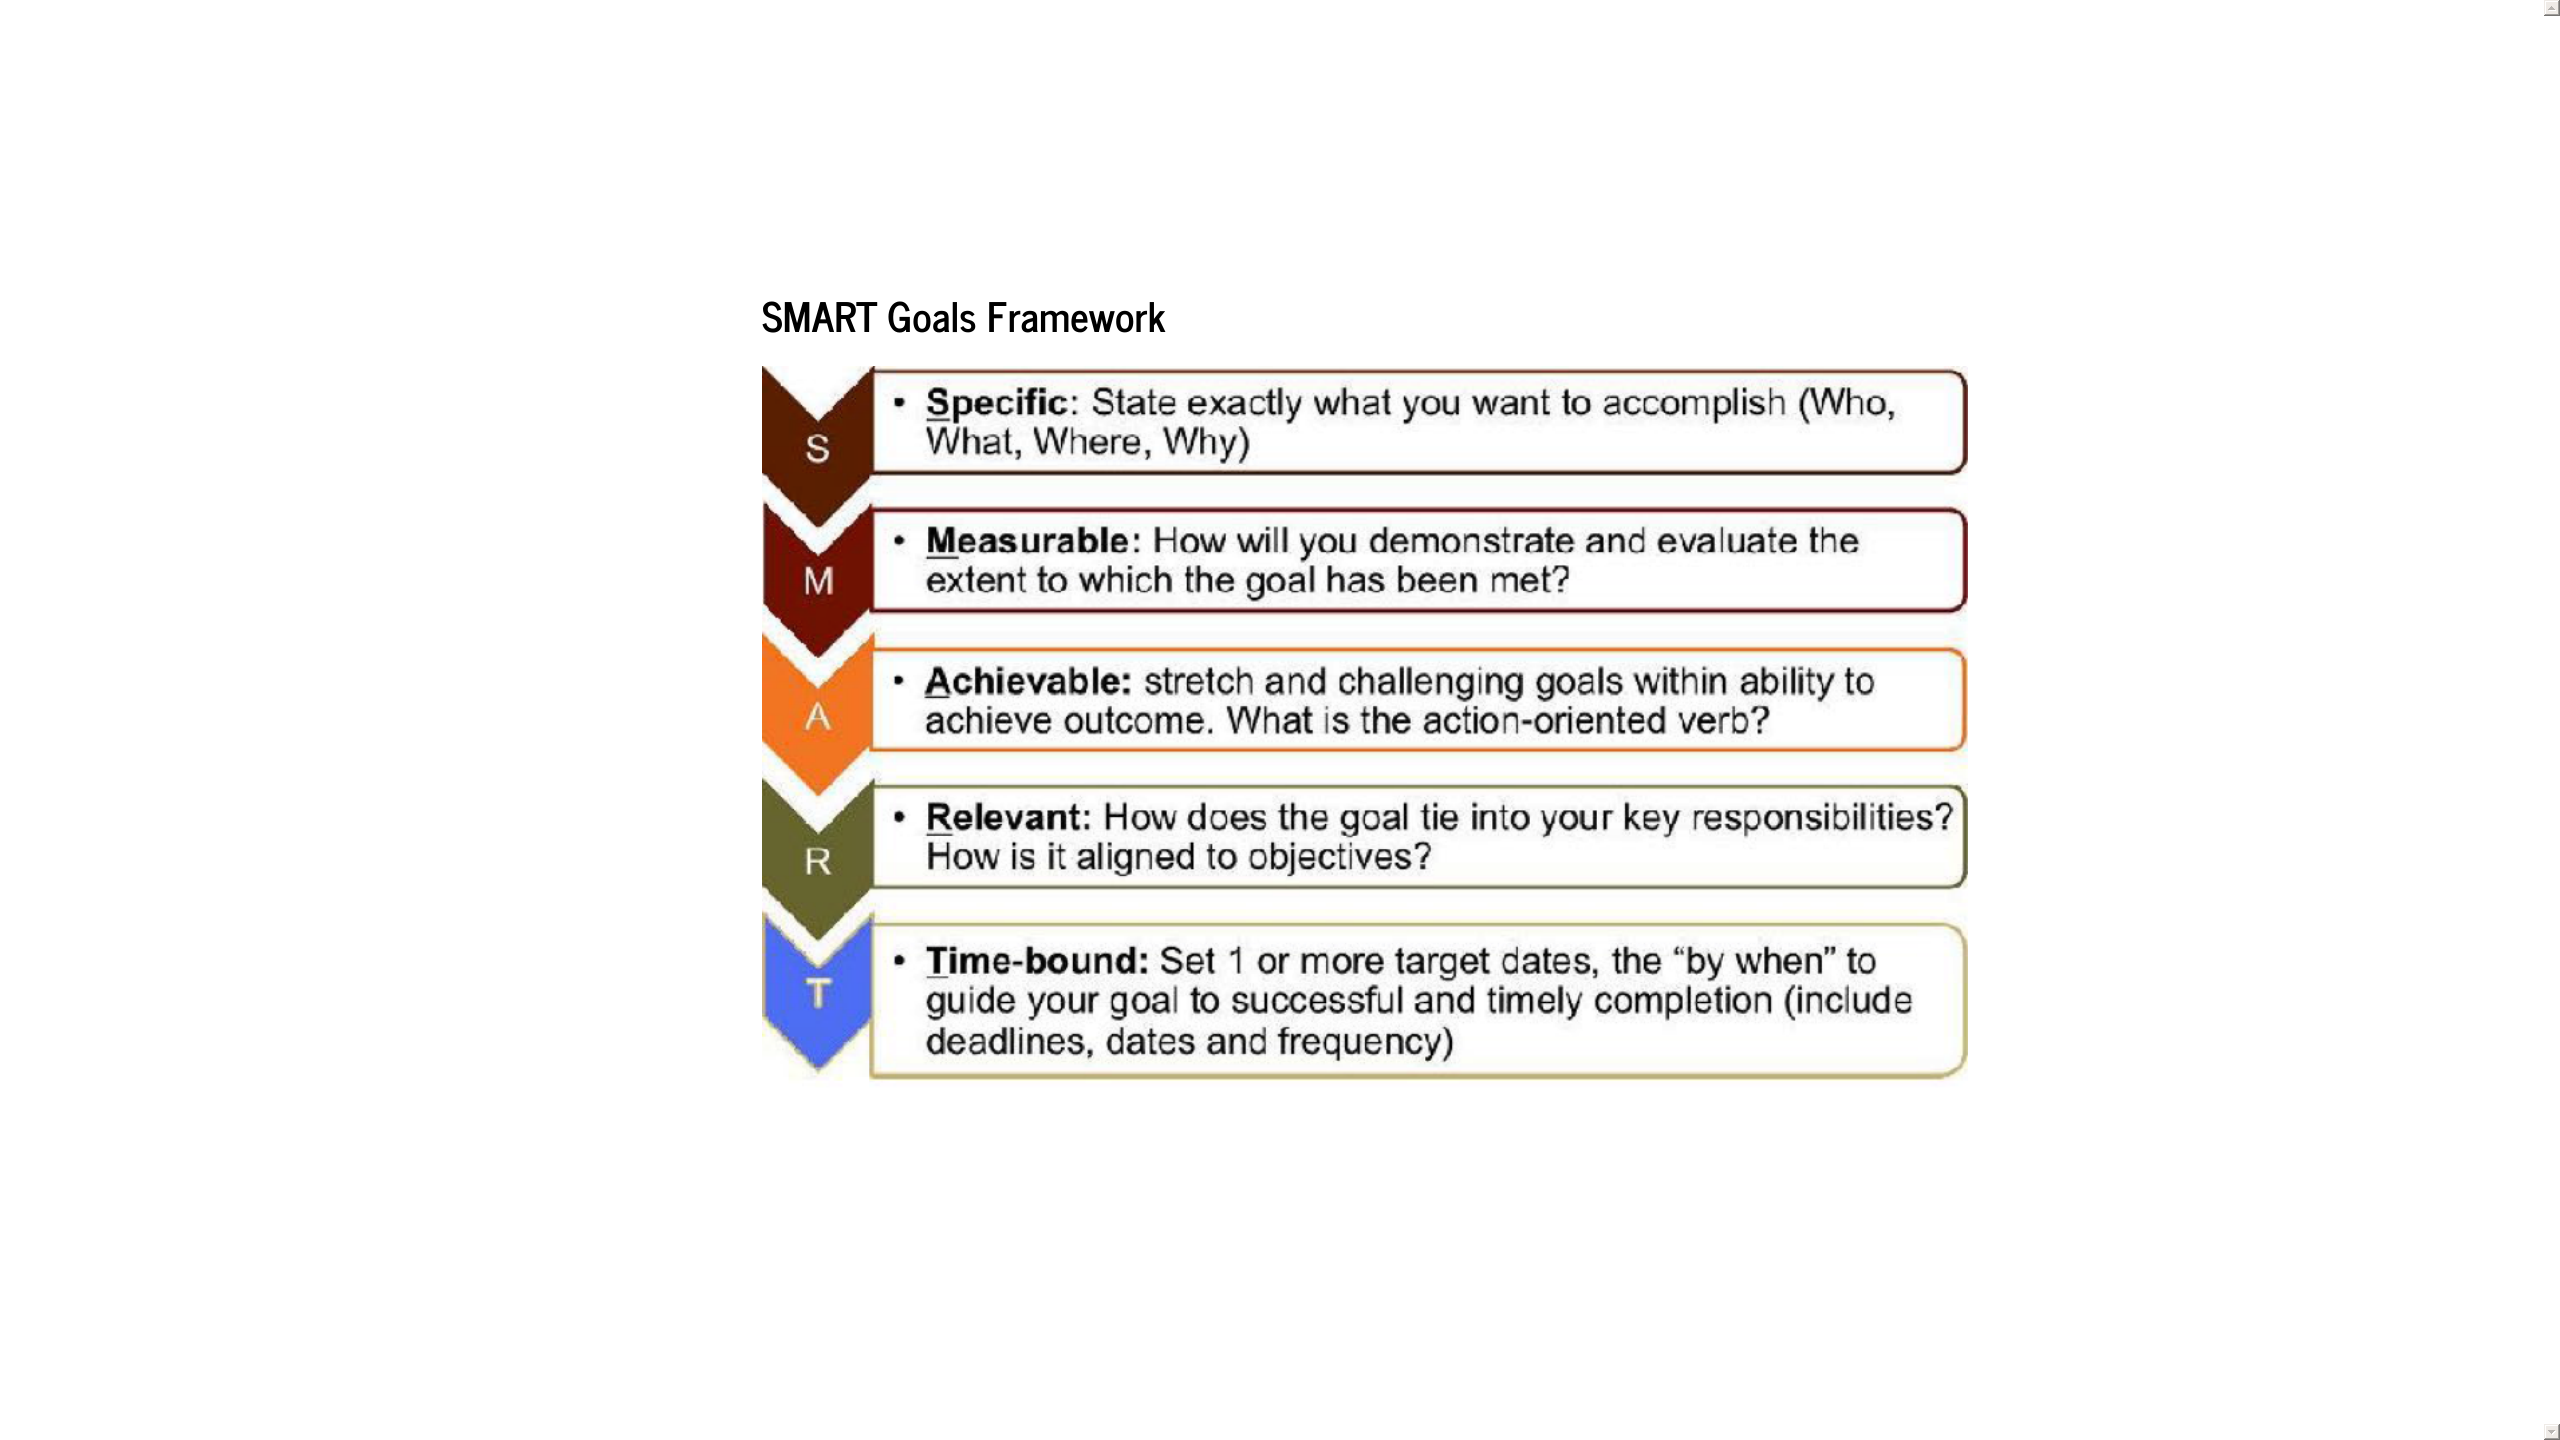 SMART Goals Framework
S
• Specific: State exactly what you want to accomplish (Who,
What, Where, Why)
M
• Measurable: How will you demonstrate and evaluate the
extent to which the goal has been met?
A
• Achievable: stretch and challenging goals within ability to
achieve outcome. What is the action-oriented verb?
R
• Relevant: How does the goal tie into your key responsibilities?
How is it aligned to objectives?
T
• Time-bound: Set 1 or more target dates, the “by when” to
guide your goal to successful and timely completion (include
deadlines, dates and frequency)